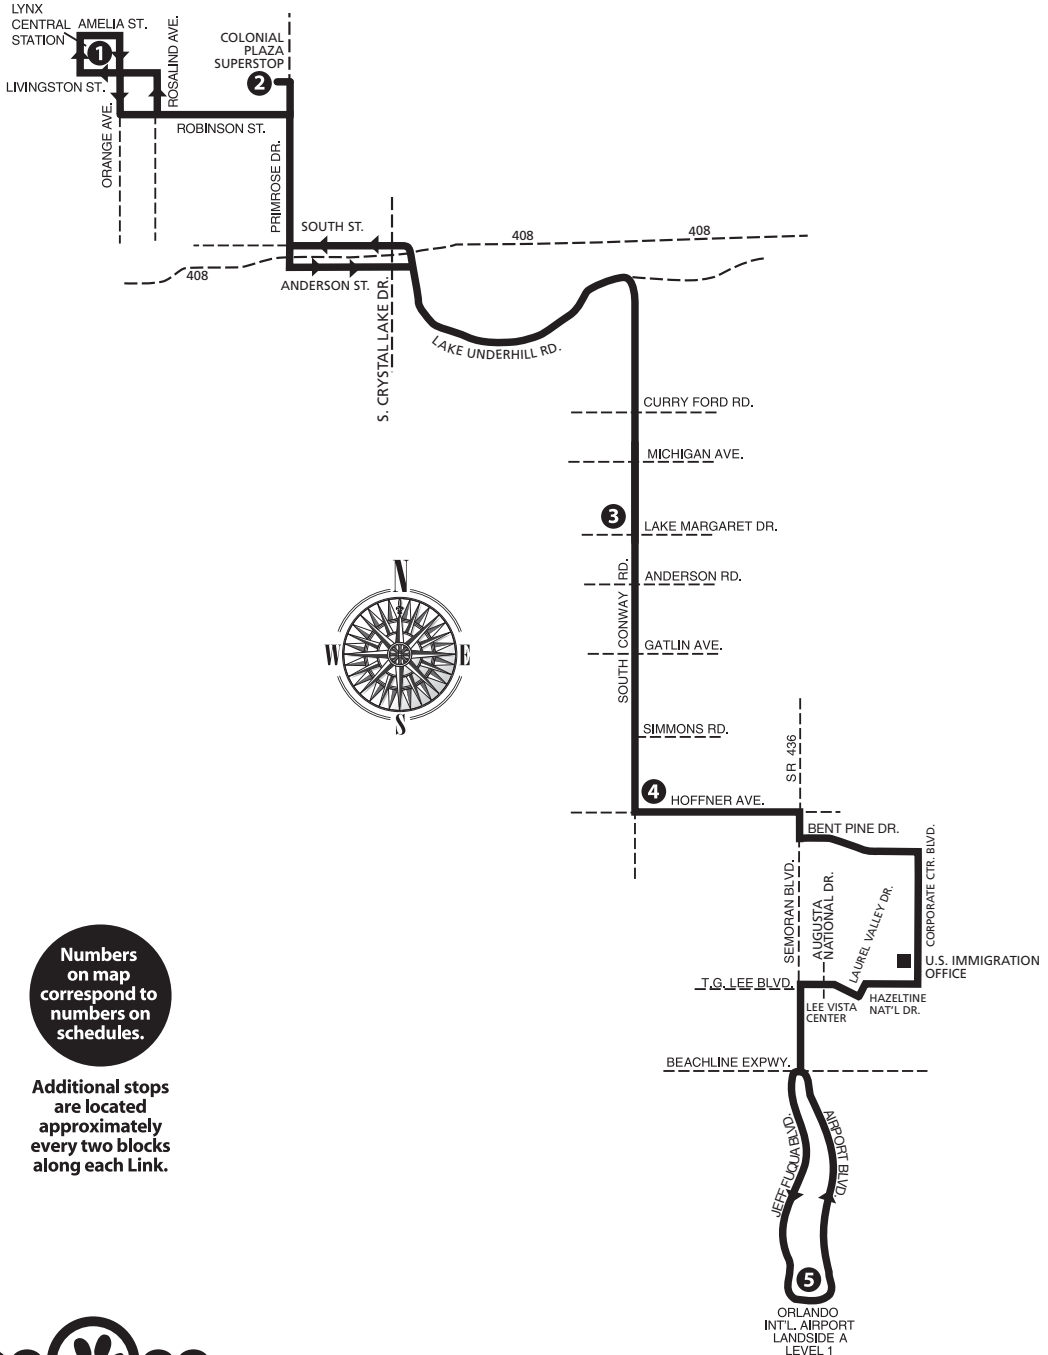 LYNX
CENTRAL
STATION
AMELIA ST.
1
LIVINGSTON ST.
ROSALIND AVE.
ORANGE AVE.
COLONIAL
PLAZA
SUPERSTOP
2
ROBINSON ST.
PRIMROSE DR.
SOUTH ST.
408
408
408
ANDERSON ST.
S. CRYSTAL LAKE DR.
LAKE UNDERHILL RD.
CURRY FORD RD.
MICHIGAN AVE.
3
LAKE MARGARET DR.
ANDERSON RD.
SOUTH CONWAY RD.
GATLIN AVE.
N
W
E
S
SIMMONS RD.
SR 436
4
HOFFNER AVE.
BENT PINE DR.
CORPORATE CTR. BLVD.
SEMORAN BLVD.
AUGUSTA
NATIONAL DR.
LAUREL VALLEY DR.
U.S. IMMIGRATION
OFFICE
T.G. LEE BLVD.
LEE VISTA
CENTER
HAZELTINE
NAT'L DR.
Numbers
on map
correspond to
numbers on
schedules.
BEACHLINE EXPWY.
Additional stops
are located
approximately
every two blocks
along each Link.
JEFF FUQUA BLVD.
AIRPORT BLVD.
5
ORLANDO
INT'L. AIRPORT
LANDSIDE A
LEVEL 1